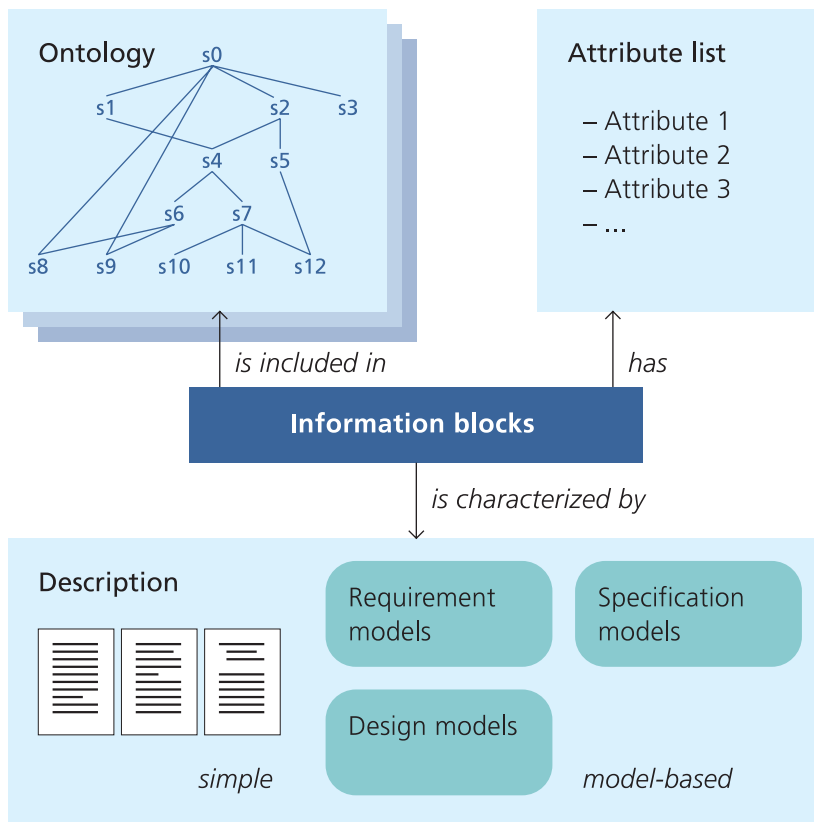 Ontology
s0
s1 s2 s3
s4 s5
s6 s7
s8 s9 s10 s11 s12
Attribute list
– Attribute 1
– Attribute 2
– Attribute 3
– ...
is included in
has
Information blocks
is characterized by
Description
simple
Requirement
models
Specification
models
Design models
model-based